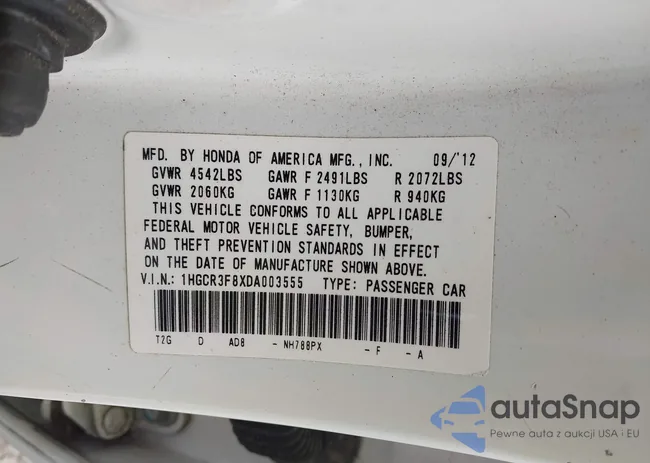 MFD. BY HONDA OF AMERICA MFG., INC. 09/'12
GVWR 4542LBS GAWR F 2491LBS R 2072LBS
GVWR 2060KG GAWR F 1130KG R 940KG
THIS VEHICLE CONFORMS TO ALL APPLICABLE
FEDERAL MOTOR VEHICLE SAFETY, BUMPER,
AND THEFT PREVENTION STANDARDS IN EFFECT
ON THE DATE OF MANUFACTURE SHOWN ABOVE.
V.I.N.: 1HGCR3F8XDA003555 TYPE: PASSENGER CAR
T2G D AD8 - NH788PX - F - A
autaSnap
Pewne auta z aukcji USA i EU